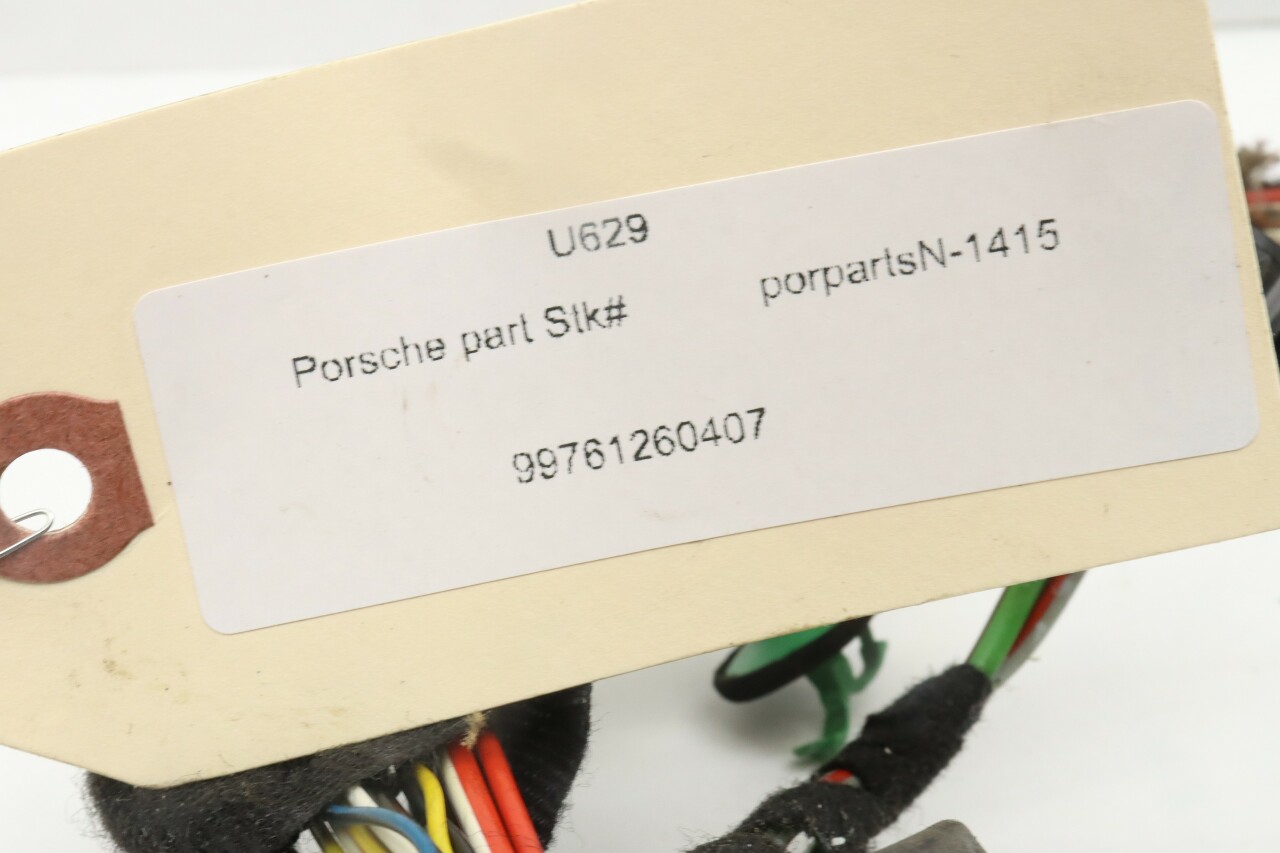 U629
Porsche part Stk# porpartsN-1415
99761260407